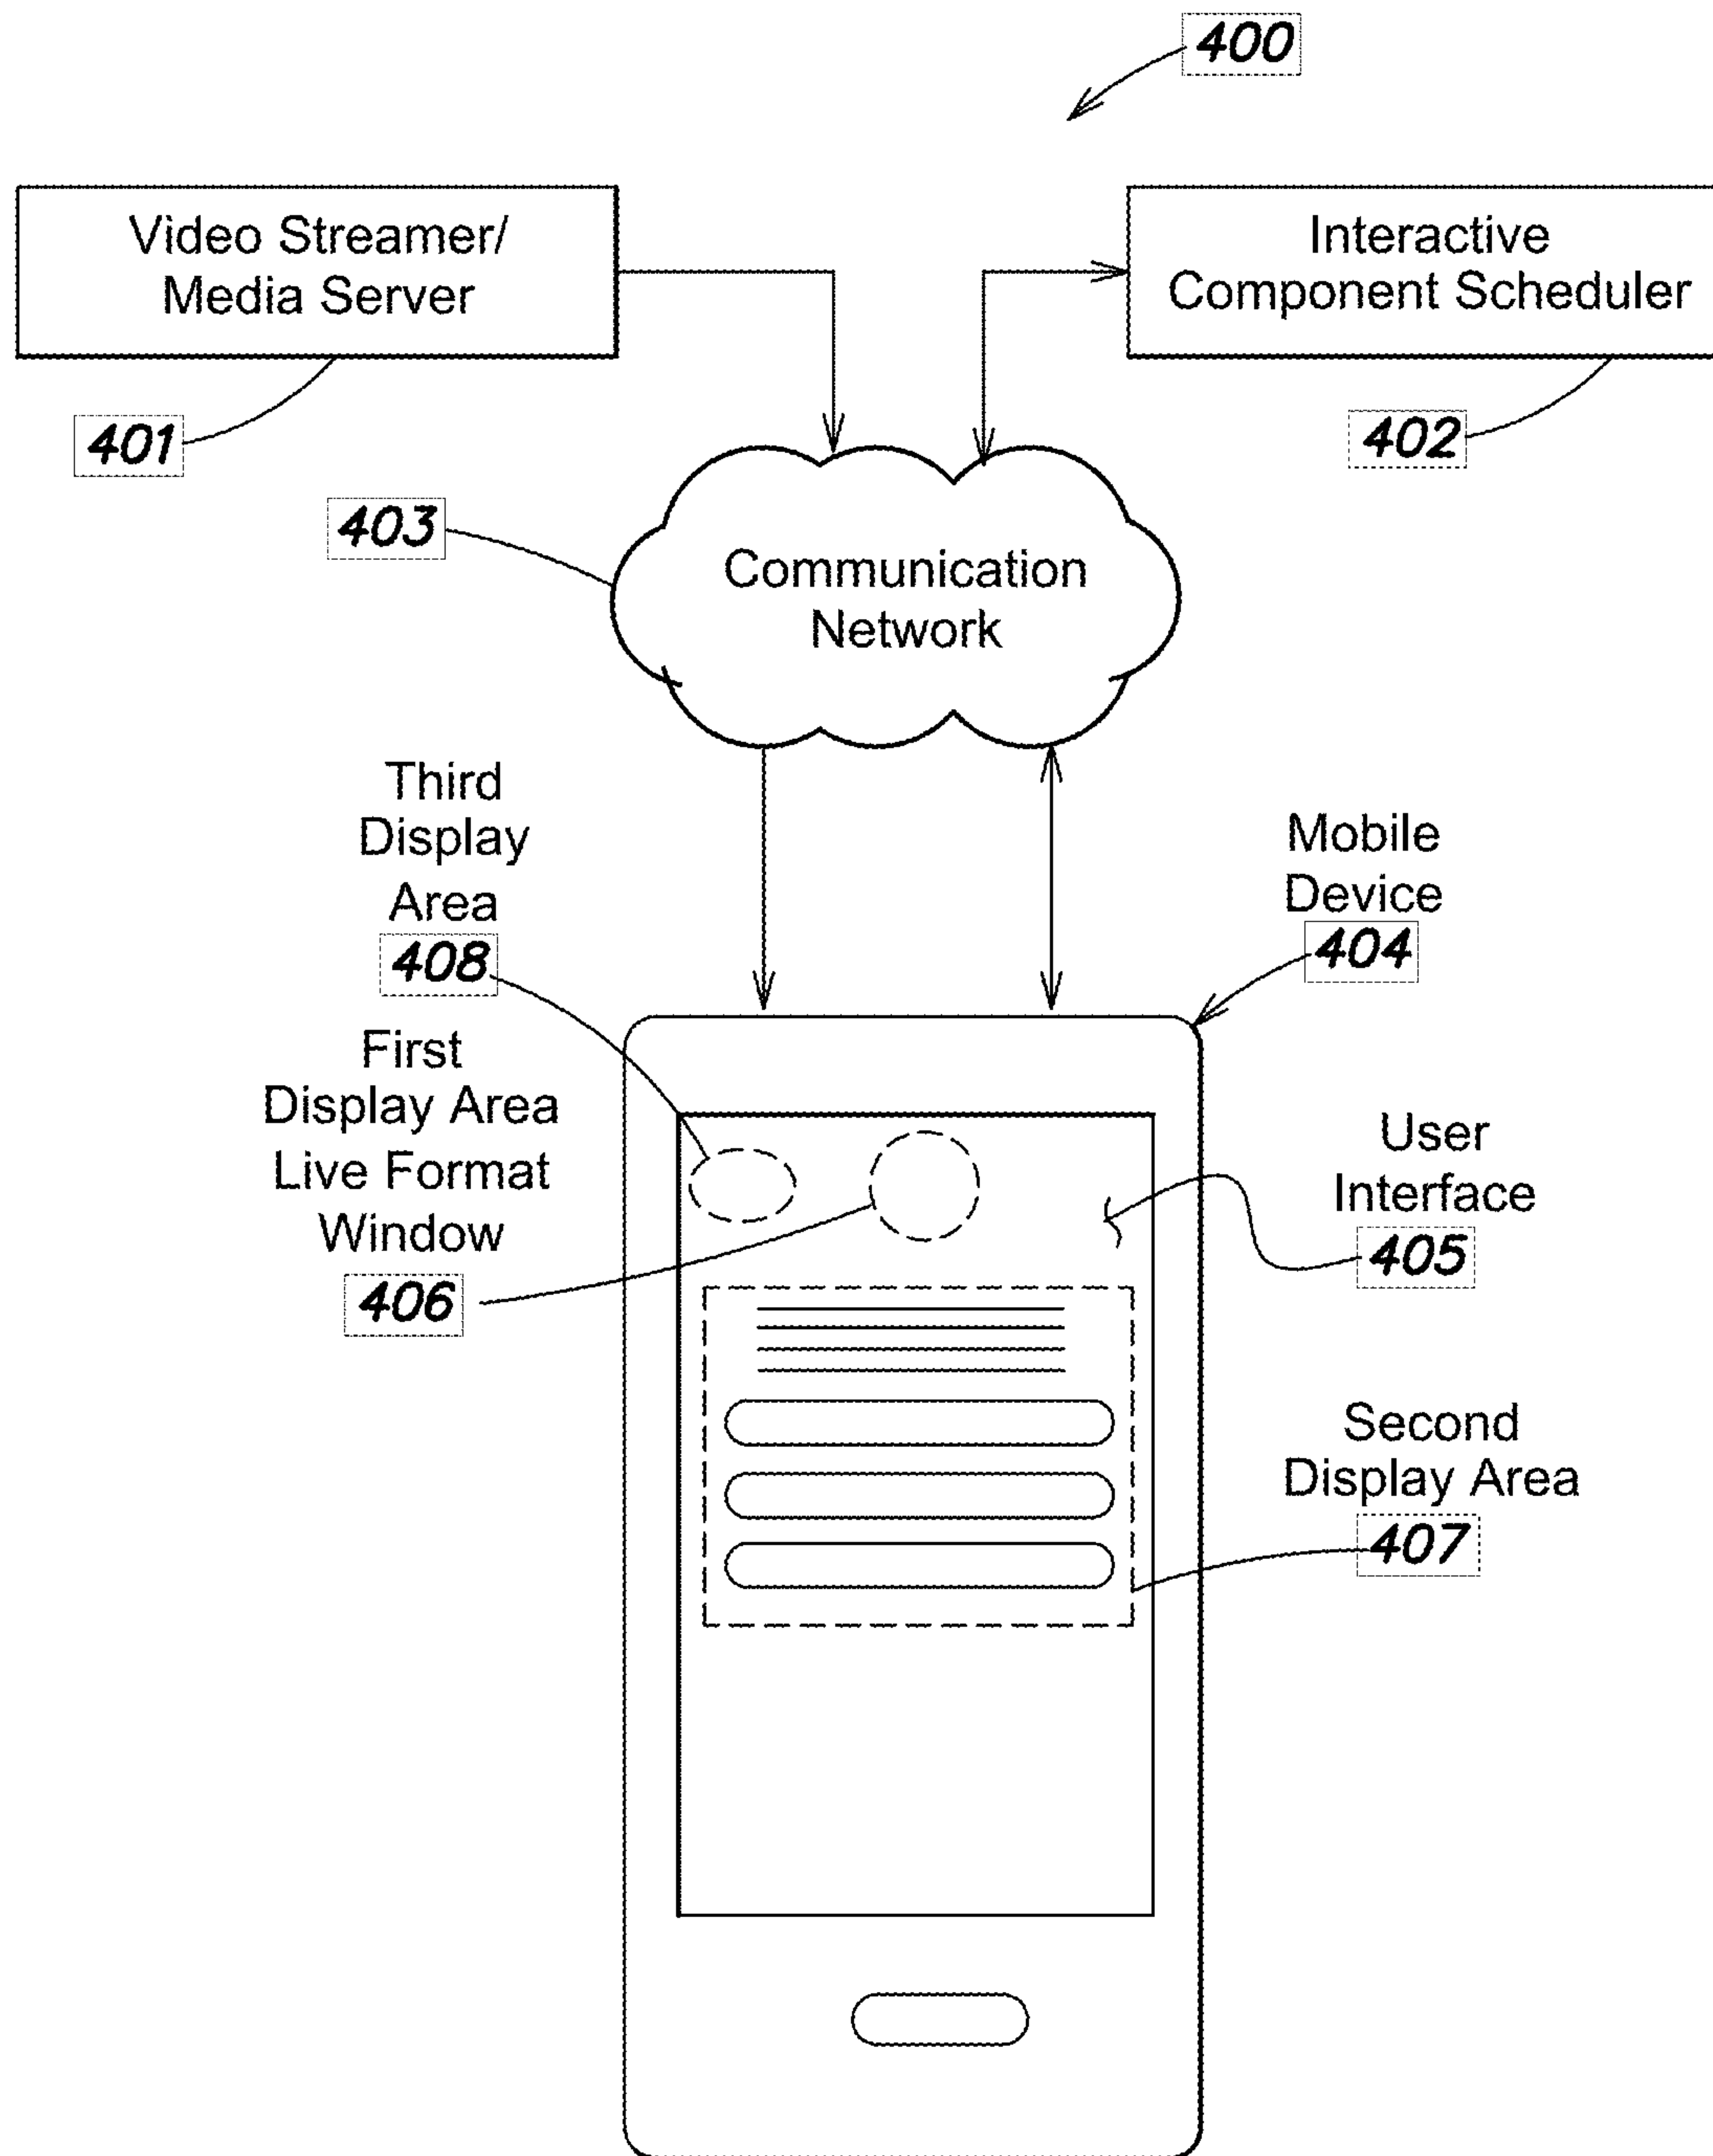 400
Video Streamer/
Media Server
401
Interactive
Component Scheduler
402
403
Communication
Network
Third
Display
Area
408
Mobile
Device
404
First
Display Area
Live Format
Window
406
User
Interface
405
Second
Display Area
407